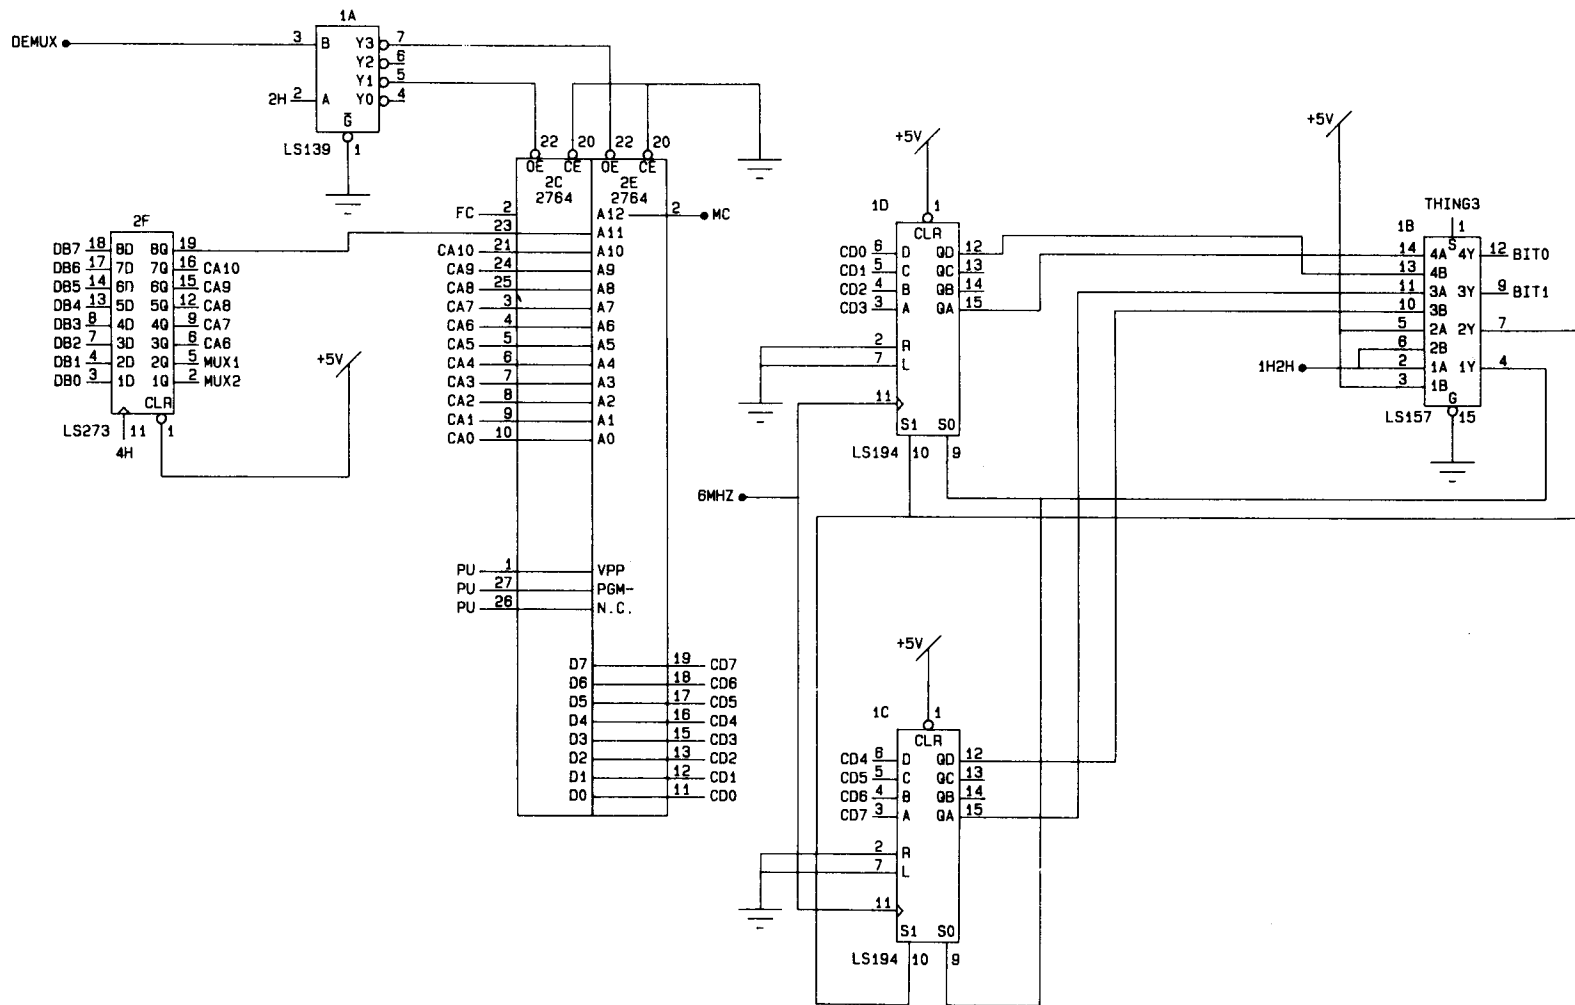 1A
DEMUX 3 B Y3 7
Y2 6
Y1 5
2H 2 A Y0 4
G
LS139 1
22 20 22 20
OE CE OE CE
2C 2E
2764 2764
FC 2 A12 2 MC
23 A11
CA10 21 A10
CA9 24 A9
CA8 25 A8
CA7 3 A7
CA6 4 A6
CA5 5 A5
CA4 6 A4
CA3 7 A3
CA2 8 A2
CA1 9 A1
CA0 10 A0
PU 1 VPP
PU 27 PGM-
PU 26 N.C.
D7 19 CD7
D6 18 CD6
D5 17 CD5
D4 16 CD4
D3 15 CD3
D2 13 CD2
D1 12 CD1
D0 11 CD0
2F
DB7 18 8D 8Q 19
DB6 17 7D 7Q 16 CA10
DB5 14 6D 6Q 15 CA9
DB4 13 5D 5Q 12 CA8
DB3 8 4D 4Q 9 CA7
DB2 7 3D 3Q 6 CA6
DB1 4 2D 2Q 5 MUX1
DB0 3 1D 1Q 2 MUX2
CLR
LS273 11 1
4H
+5V
+5V
1D 1
CLR
CD0 6 D QD 12
CD1 5 C QC 13
CD2 4 B QB 14
CD3 3 A QA 15
2 R
7 L
11
S1 S0
LS194 10 9
6MHZ
+5V
1C 1
CLR
CD4 6 D QD 12
CD5 5 C QC 13
CD6 4 B QB 14
CD7 3 A QA 15
2 R
7 L
11
S1 S0
LS194 10 9
+5V
THING3
1B 1
S
14 4A 4Y 12 BIT0
13 4B
11 3A 3Y 9 BIT1
10 3B
5 2A 2Y 7
6 2B
1H2H 2 1A 1Y 4
3 1B
G
LS157 15